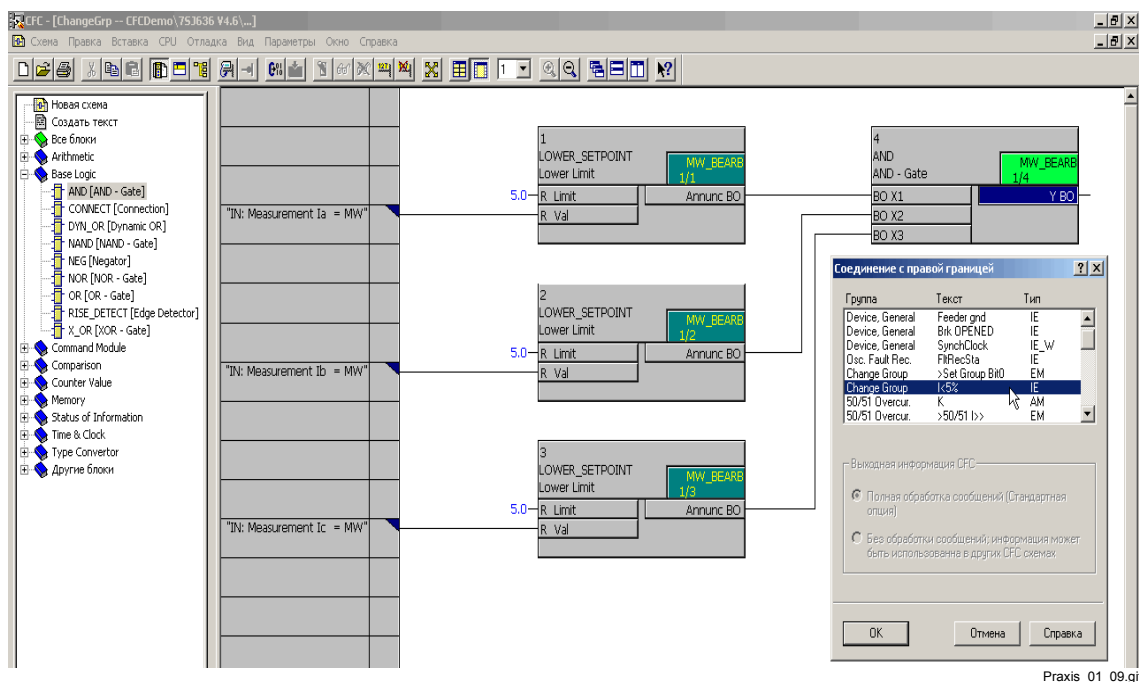 CFC - [ChangeGrp -- CFCDemo\7SJ636 V4.6\...]
Схема Правка Вставка CPU Отладка Вид Параметры Окно Справка
1
Новая схема
Создать текст
Все блоки
Arithmetic
Base Logic
AND [AND - Gate]
CONNECT [Connection]
DYN_OR [Dynamic OR]
NAND [NAND - Gate]
NEG [Negator]
NOR [NOR - Gate]
OR [OR - Gate]
RISE_DETECT [Edge Detector]
X_OR [XOR - Gate]
Command Module
Comparison
Counter Value
Memory
Status of Information
Time & Clock
Type Convertor
Другие блоки
"IN: Measurement Ia = MW"
"IN: Measurement Ib = MW"
"IN: Measurement Ic = MW"
1
LOWER_SETPOINT
Lower Limit
MW_BEARB
1/1
5.0 R Limit Annunc BO
R Val
2
LOWER_SETPOINT
Lower Limit
MW_BEARB
1/2
5.0 R Limit Annunc BO
R Val
3
LOWER_SETPOINT
Lower Limit
MW_BEARB
1/3
5.0 R Limit Annunc BO
R Val
4
AND
AND - Gate
MW_BEARB
1/4
BO X1 Y BO
BO X2
BO X3
Соединение с правой границей
Группа Текст Тип
Device, General Feeder gnd IE
Device, General Brk OPENED IE
Device, General SynchClock IE_W
Osc. Fault Rec. FltRecSta IE
Change Group >Set Group Bit0 EM
Change Group I<5% IE
50/51 Overcur. K AM
50/51 Overcur. >50/51 I>> EM
Выходная информация CFC
Полная обработка сообщений (Стандартная
опция)
Без обработки сообщений; информация может
быть использованна в других CFC схемах
OK Отмена Справка
Praxis_01_09.gi